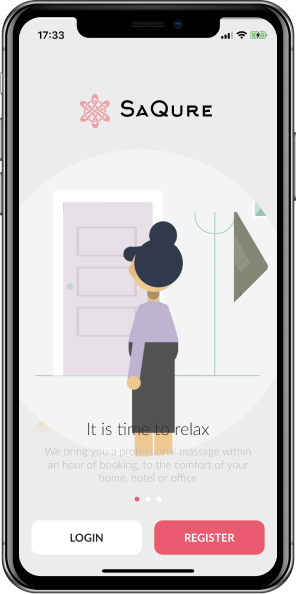 17:33
SAQURE
It is time to relax
We bring you a professional massage within
an hour of booking, to the comfort of your
home, hotel or office
LOGIN
REGISTER